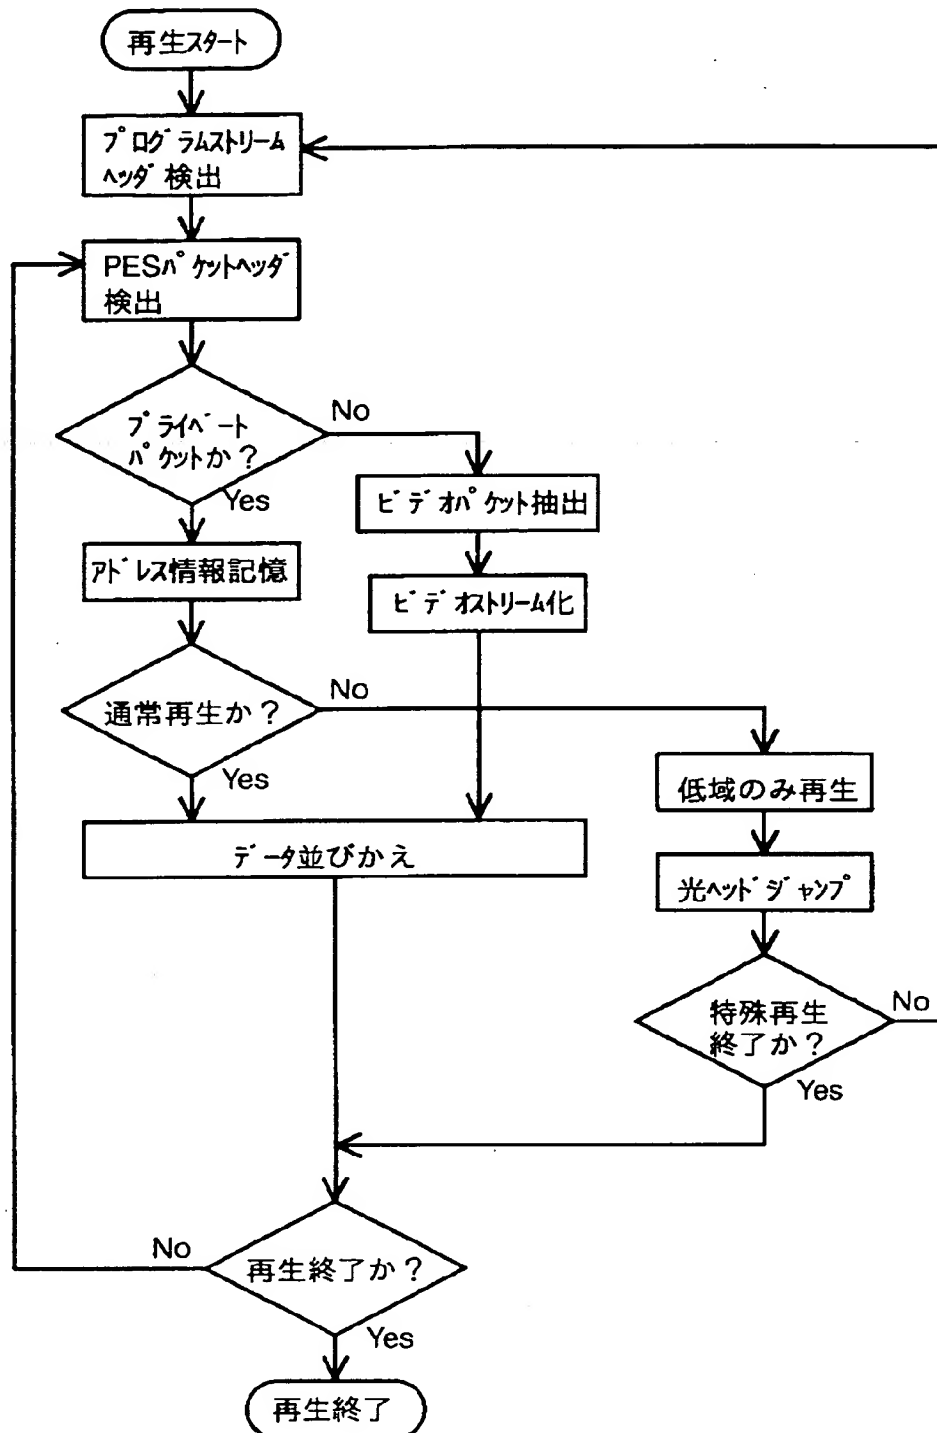 再生スタート
プログラムストリーム
ヘッダ検出
PESパケットヘッダ
検出
プライベート
パケットか？
No
Yes
ビデオパケット抽出
アドレス情報記憶
ビデオストリーム化
通常再生か？
No
Yes
低域のみ再生
データ並びかえ
光ヘッドジャンプ
特殊再生
終了か？
No
Yes
再生終了か？
No
Yes
再生終了